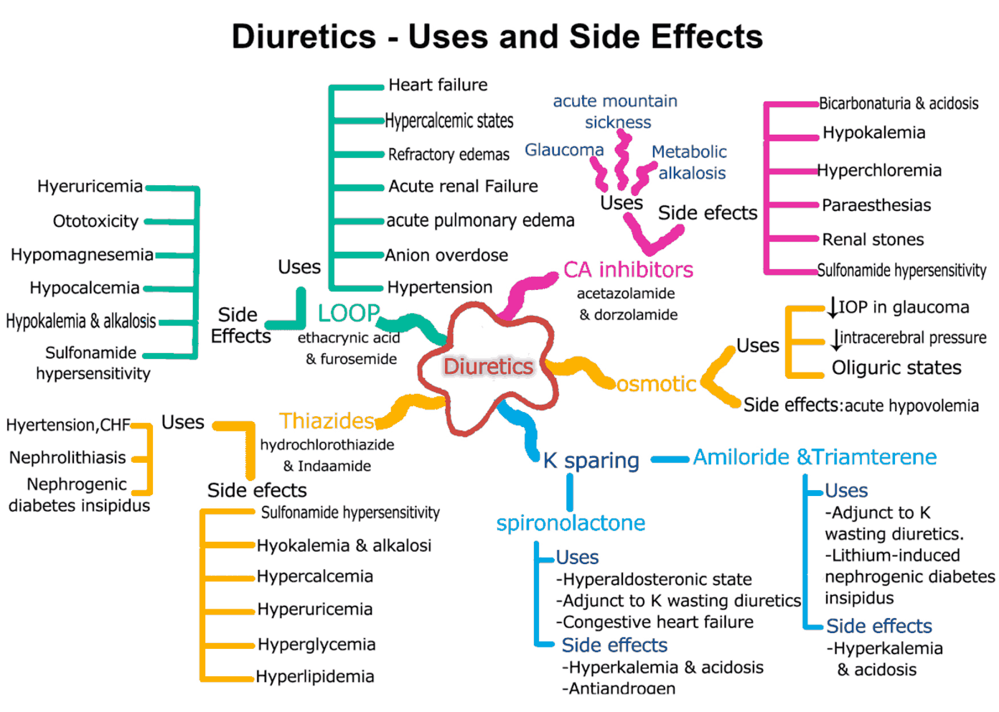 Diuretics - Uses and Side Effects
Heart failure
Hypercalcemic states
Refractory edemas
Acute renal Failure
acute pulmonary edema
Anion overdose
Hypertension
Uses
Hyeruricemia
Ototoxicity
Hypomagnesemia
Hypocalcemia
Hypokalemia & alkalosis
Sulfonamide
hypersensitivity
Side
Effects
LOOP
ethacrynic acid
& furosemide
acute mountain
sickness
Glaucoma
Metabolic
alkalosis
Uses
Side efects
Bicarbonaturia & acidosis
Hypokalemia
Hyperchloremia
Paraesthesias
Renal stones
Sulfonamide hypersensitivity
CA inhibitors
acetazolamide
& dorzolamide
Diuretics
osmotic
Uses
↓IOP in glaucoma
↓intracerebral pressure
Oliguric states
Side effects:acute hypovolemia
Thiazides
hydrochlorothiazide
& Indaamide
Uses
Hyertension,CHF
Nephrolithiasis
Nephrogenic
diabetes insipidus
Side efects
Sulfonamide hypersensitivity
Hyokalemia & alkalosi
Hypercalcemia
Hyperuricemia
Hyperglycemia
Hyperlipidemia
K sparing
Amiloride &Triamterene
Uses
-Adjunct to K
wasting diuretics.
-Lithium-induced
nephrogenic diabetes
insipidus
Side effects
-Hyperkalemia
& acidosis
spironolactone
Uses
-Hyperaldosteronic state
-Adjunct to K wasting diuretics
-Congestive heart failure
Side effects
-Hyperkalemia & acidosis
-Antiandrogen